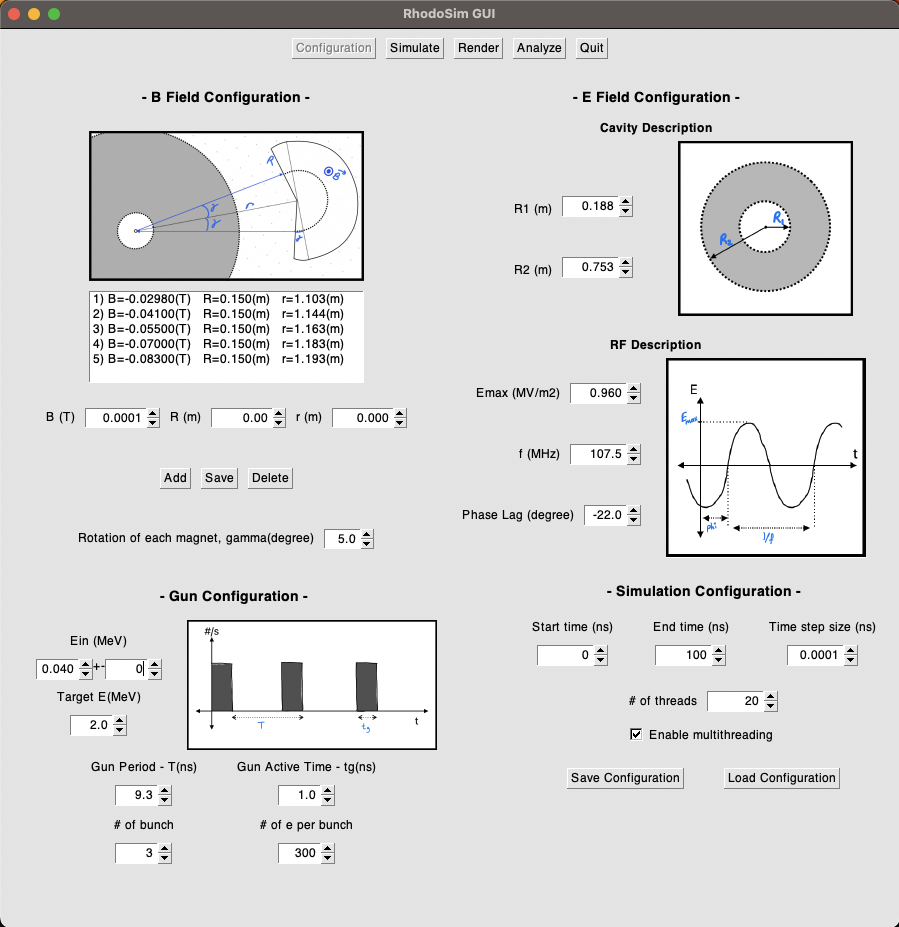 RhodoSim GUI
Configuration Simulate Render Analyze Quit
- B Field Configuration -
R
B
γ
γ
r
r
1) B=-0.02980(T) R=0.150(m) r=1.103(m)
2) B=-0.04100(T) R=0.150(m) r=1.144(m)
3) B=-0.05500(T) R=0.150(m) r=1.163(m)
4) B=-0.07000(T) R=0.150(m) r=1.183(m)
5) B=-0.08300(T) R=0.150(m) r=1.193(m)
B (T) 0.0001 R (m) 0.00 r (m) 0.000
Add Save Delete
Rotation of each magnet, gamma(degree) 5.0
- Gun Configuration -
Ein (MeV)
0.040 +- 0
Target E(MeV)
2.0
#/s
T
tg
t
Gun Period - T(ns) Gun Active Time - tg(ns)
9.3 1.0
# of bunch # of e per bunch
3 300
- E Field Configuration -
Cavity Description
R1 (m) 0.188
R2 (m) 0.753
R1
R2
RF Description
Emax (MV/m2) 0.960
f (MHz) 107.5
Phase Lag (degree) -22.0
E
Emax
t
phi
1/f
- Simulation Configuration -
Start time (ns) End time (ns) Time step size (ns)
0 100 0.0001
# of threads 20
Enable multithreading
Save Configuration Load Configuration